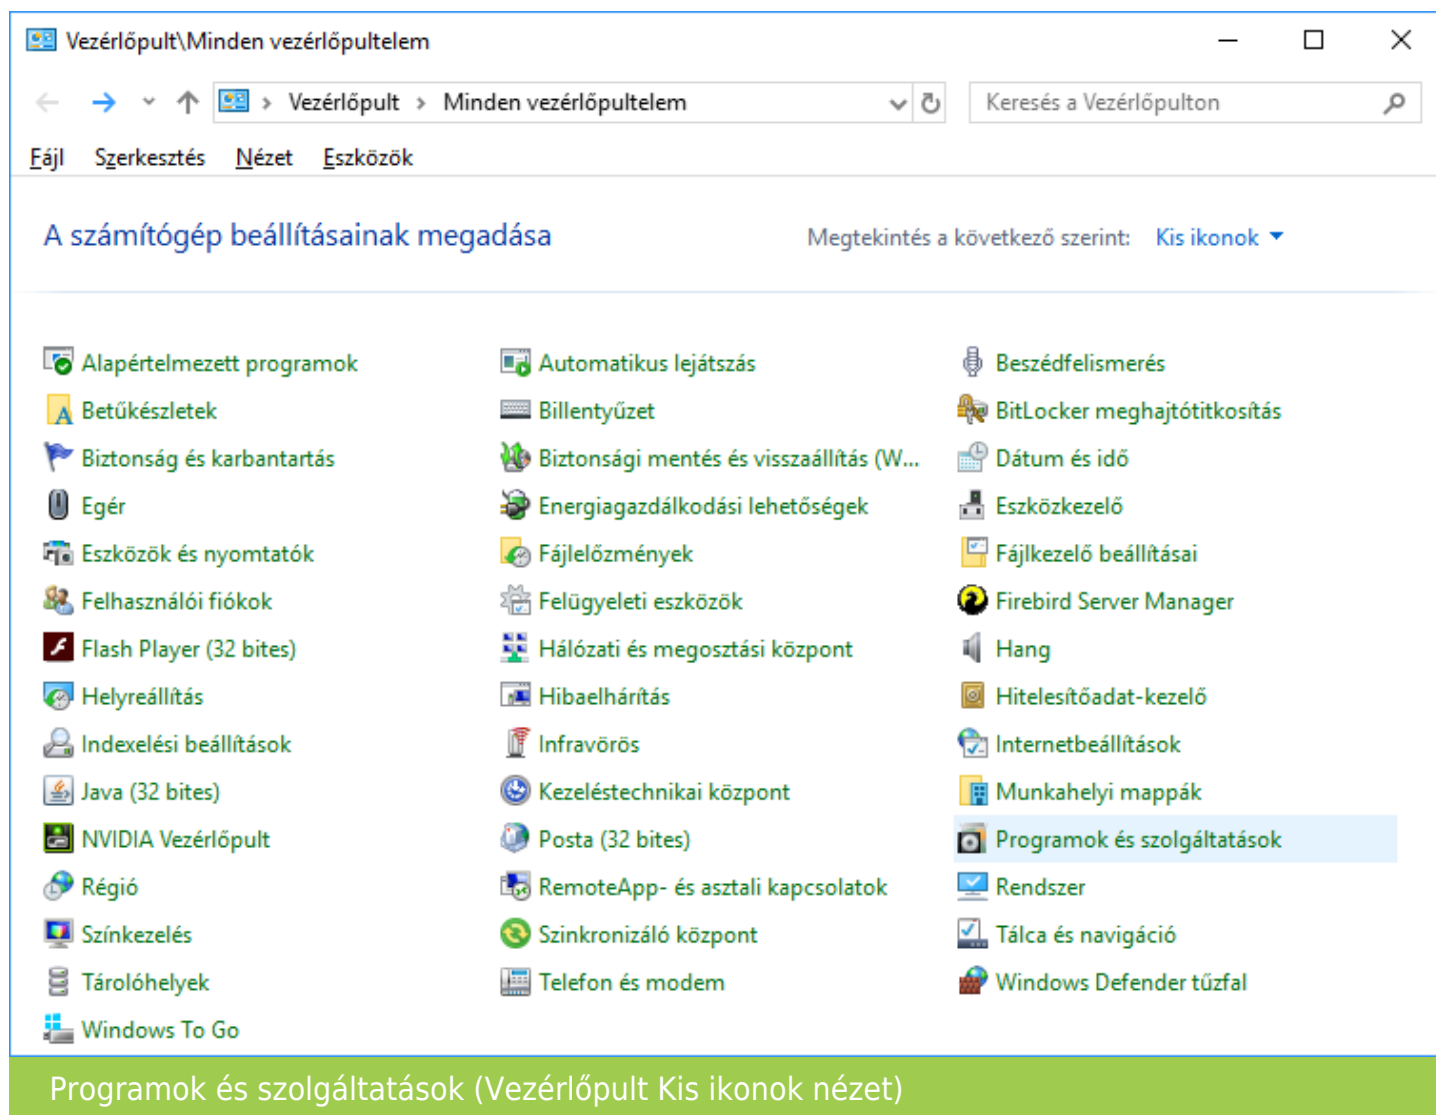 Vezérlőpult\Minden vezérlőpultelem
Vezérlőpult > Minden vezérlőpultelem
Keresés a Vezérlőpulton
Fájl Szerkesztés Nézet Eszközök
A számítógép beállításainak megadása
Megtekintés a következő szerint: Kis ikonok
Alapértelmezett programok Automatikus lejátszás Beszédfelismerés
Betűkészletek Billentyűzet BitLocker meghajtótitkosítás
Biztonság és karbantartás Biztonsági mentés és visszaállítás (W... Dátum és idő
Egér Energiagazdálkodási lehetőségek Eszközkezelő
Eszközök és nyomtatók Fájlelőzmények Fájlkezelő beállításai
Felhasználói fiókok Felügyeleti eszközök Firebird Server Manager
Flash Player (32 bites) Hálózati és megosztási központ Hang
Helyreállítás Hibaelhárítás Hitelesítőadat-kezelő
Indexelési beállítások Infravörös Internetbeállítások
Java (32 bites) Kezeléstechnikai központ Munkahelyi mappák
NVIDIA Vezérlőpult Posta (32 bites) Programok és szolgáltatások
Régió RemoteApp- és asztali kapcsolatok Rendszer
Színkezelés Szinkronizáló központ Tálca és navigáció
Tárolóhelyek Telefon és modem Windows Defender tűzfal
Windows To Go
Programok és szolgáltatások (Vezérlőpult Kis ikonok nézet)